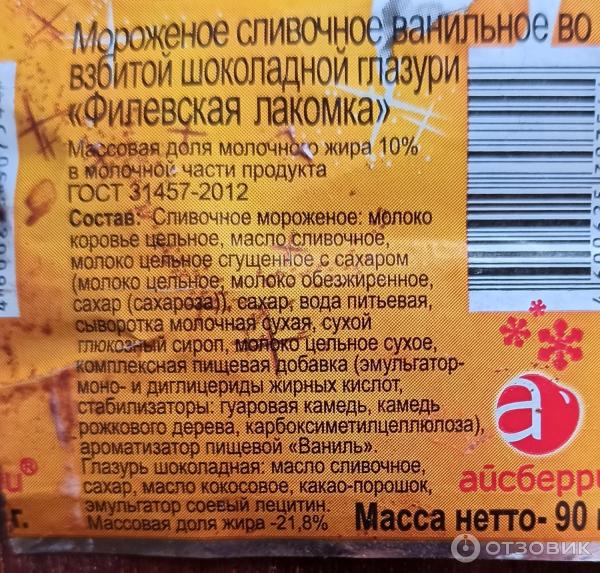 Мороженое сливочное ванильное во
взбитой шоколадной глазури
«Филевская лакомка»
Массовая доля молочного жира 10%
в молочной части продукта
ГОСТ 31457-2012
Состав: Сливочное мороженое: молоко
коровье цельное, масло сливочное,
молоко цельное сгущенное с сахаром
(молоко цельное, молоко обезжиренное,
сахар (сахароза)), сахар, вода питьевая,
сыворотка молочная сухая, сухой
глюкозный сироп, молоко цельное сухое,
комплексная пищевая добавка (эмульгатор-
моно- и диглицериды жирных кислот,
стабилизаторы: гуаровая камедь, камедь
рожкового дерева, карбоксиметилцеллюлоза),
ароматизатор пищевой «Ваниль».
Глазурь шоколадная: масло сливочное,
сахар, масло кокосовое, какао-порошок,
эмульгатор соевый лецитин.
Массовая доля жира -21,8%
Масса нетто- 90
г.
айсберри
ОТЗОВИК